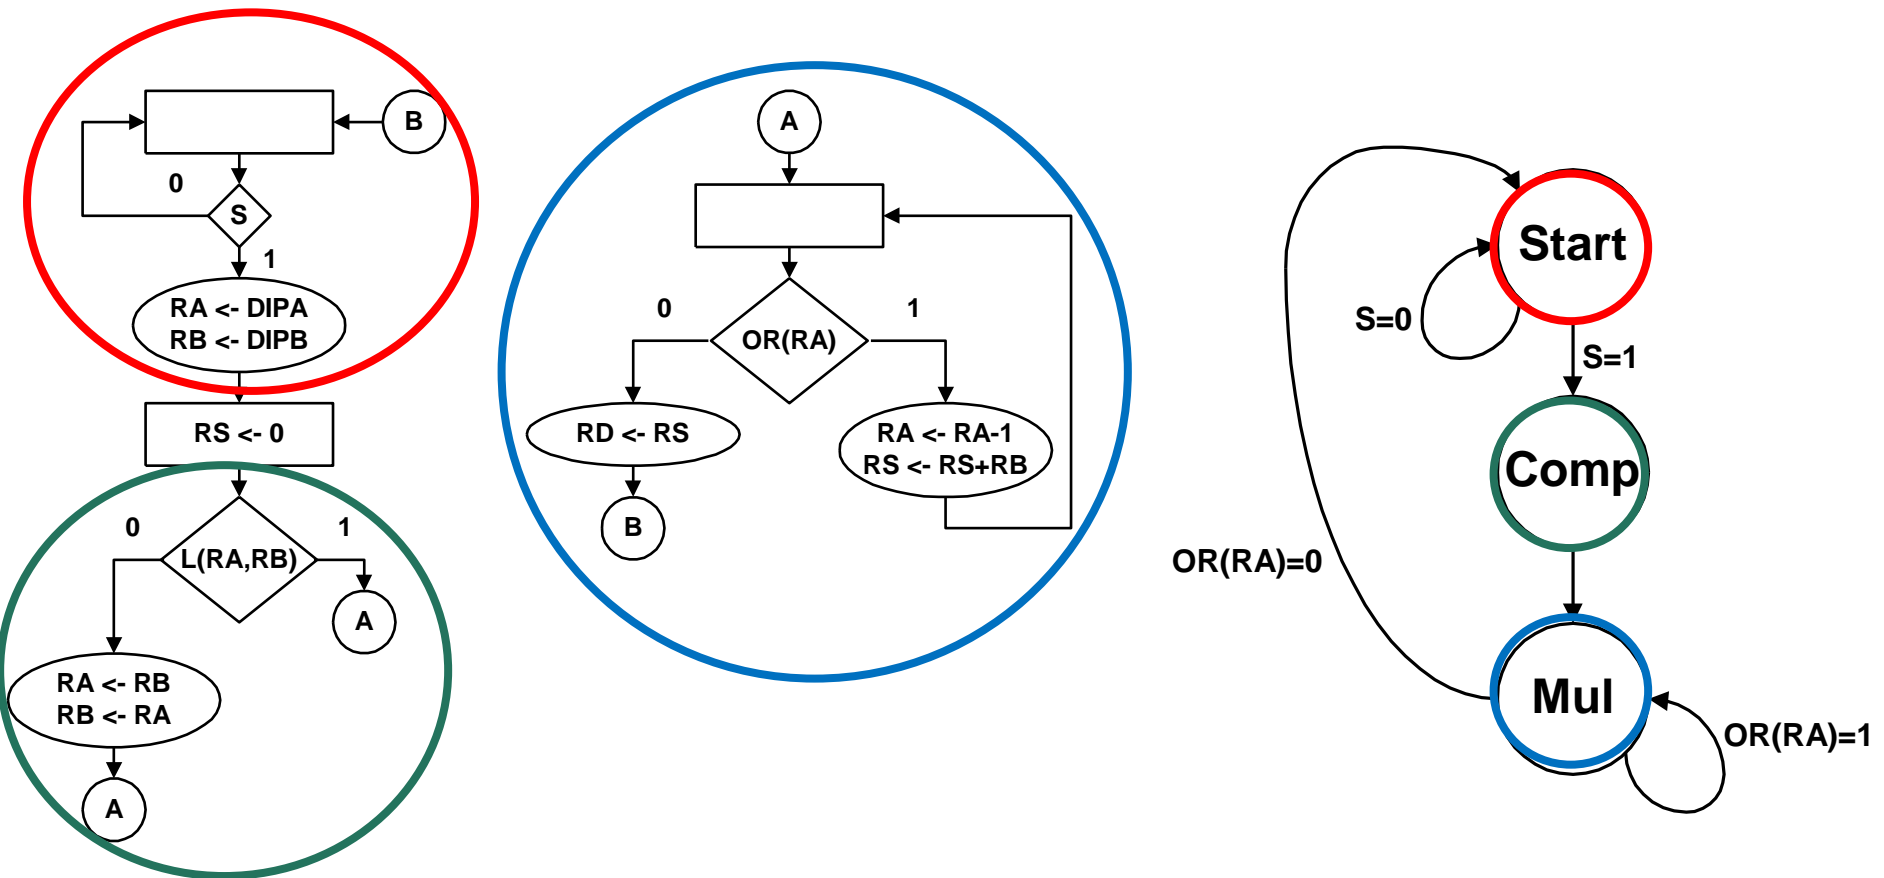 B
0
S
1
RA <- DIPA
RB <- DIPB
RS <- 0
0
1
L(RA,RB)
A
RA <- RB
RB <- RA
A
A
0
1
OR(RA)
RD <- RS
RA <- RA-1
RS <- RS+RB
B
Start
S=0
S=1
Comp
OR(RA)=0
Mul
OR(RA)=1